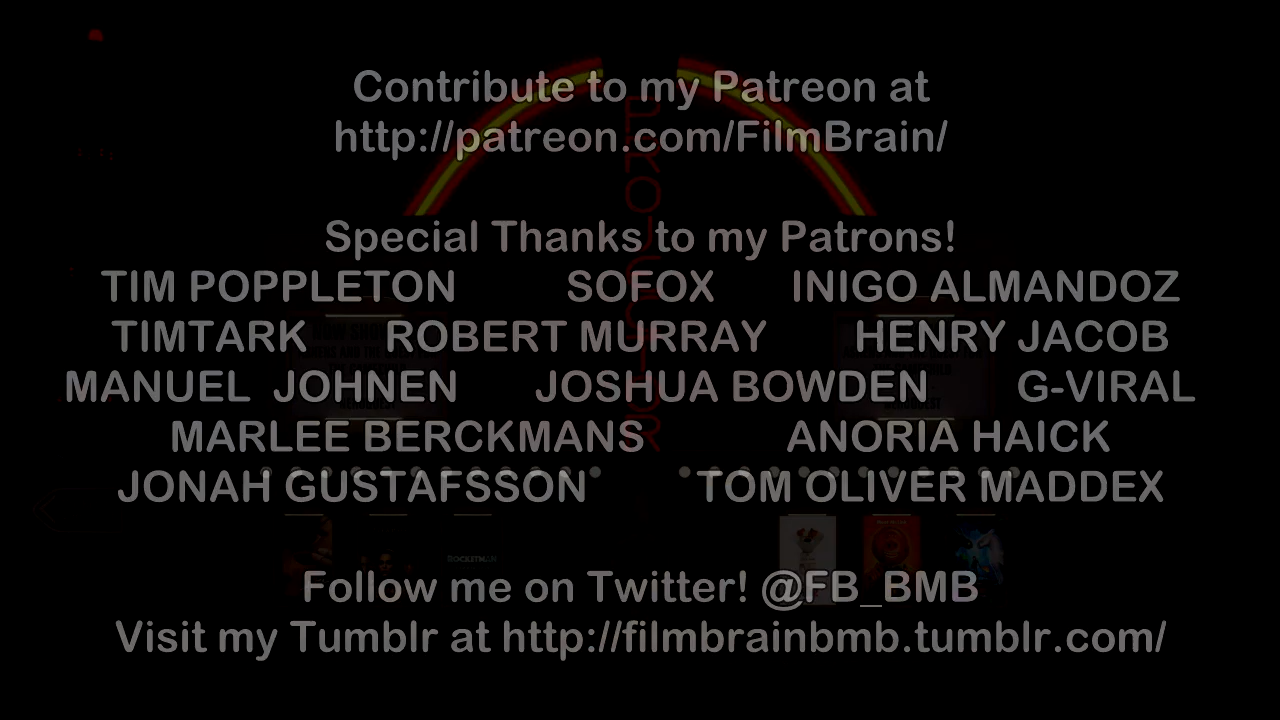 Contribute to my Patreon at
http://patreon.com/FilmBrain/
PROJECTOR
Special Thanks to my Patrons!
TIM POPPLETON SOFOX INIGO ALMANDOZ
TIMTARK ROBERT MURRAY HENRY JACOB
MANUEL JOHNEN JOSHUA BOWDEN G-VIRAL
MARLEE BERCKMANS ANORIA HAICK
JONAH GUSTAFSSON TOM OLIVER MADDEX
ROCKETMAN
Follow me on Twitter! @FB_BMB
Visit my Tumblr at http://filmbrainbmb.tumblr.com/